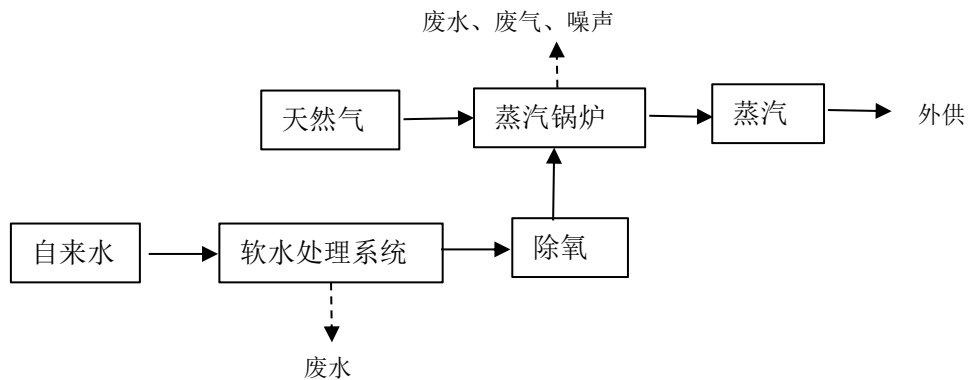 废水、废气、噪声
天然气
蒸汽锅炉
蒸汽
外供
自来水
软水处理系统
除氧
废水